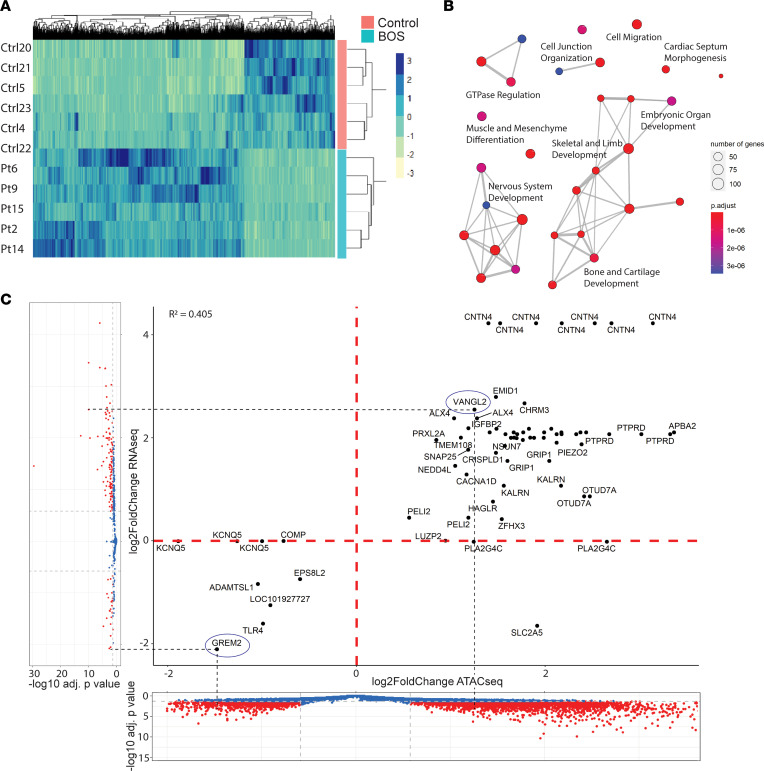 A
Control
BOS
Ctrl20
Ctrl21
Ctrl5
Ctrl23
Ctrl4
Ctrl22
Pt6
Pt9
Pt15
Pt2
Pt14
3
2
1
0
-1
-2
-3
B
Cell Migration
Cell Junction
Organization
Cardiac Septum
Morphogenesis
GTPase Regulation
Embryonic Organ
Development
Muscle and Mesenchyme
Differentiation
Skeletal and Limb
Development
Nervous System
Development
Bone and Cartilage
Development
number of genes
50
75
100
p.adjust
1e-06
2e-06
3e-06
C
R² = 0.405
CNTN4 CNTN4 CNTN4 CNTN4
CNTN4 CNTN4 CNTN4
EMID1
VANGL2
CHRM3
ALX4 ALX4
IGFBP2
PRXL2A
APBA2
PTPRD
TMEM108 NSUN7 PTPRD PTPRD
SNAP25 PIEZO2
CRISPLD1 GRIP1
NEDD4L GRIP1
CACNA1D
KALRN KALRN
OTUD7A
HAGLR OTUD7A
PELI2
PELI2 ZFHX3
LUZP2
KCNQ5 COMP
KCNQ5 KCNQ5 PLA2G4C PLA2G4C
EPS8L2
ADAMTSL1
LOC101927727
TLR4
SLC2A5
GREM2
log2FoldChange RNAseq
4
2
0
-2
-2 0 2
log2FoldChange ATACseq
30 20 10 0
-log10 adj. p value
-log10 adj. p value
0
5
10
15